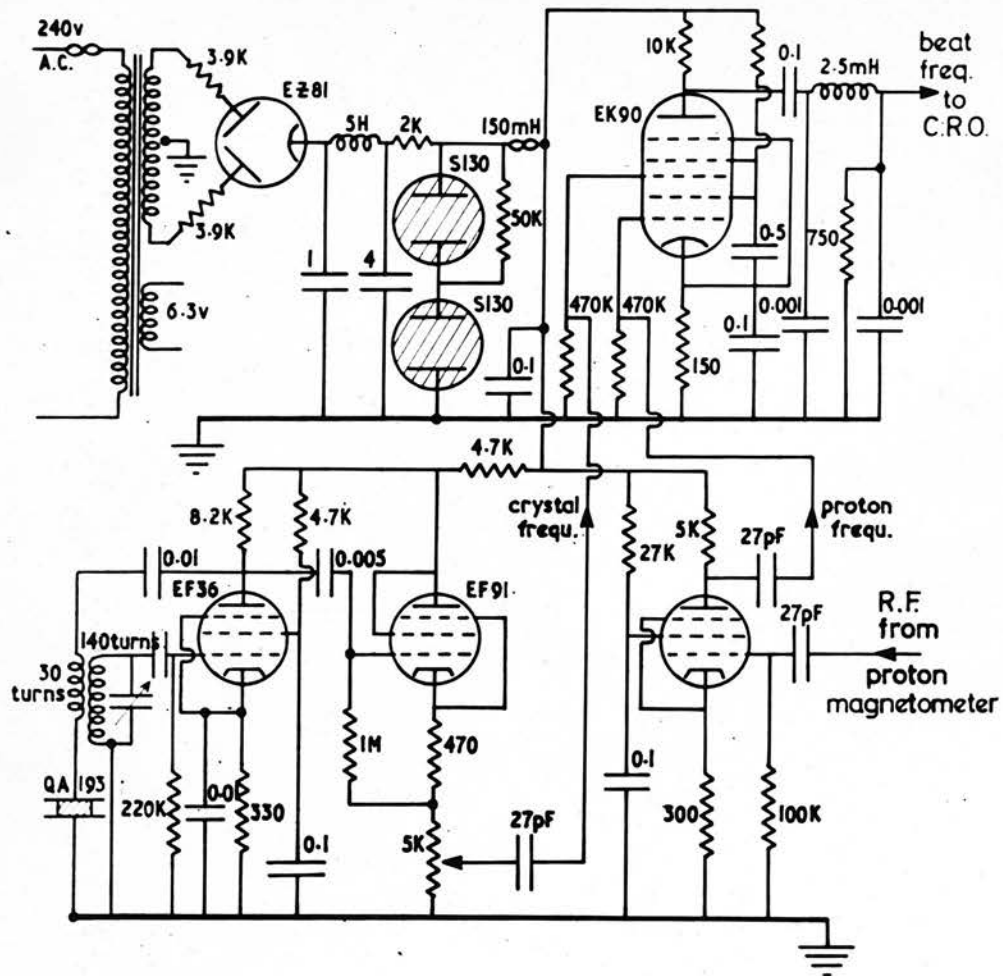 240v
A.C.
3.9K
EZ81
3.9K
6.3v
5H
2K
150mH
S130
50K
S130
1
4
0.1
10K
EK90
0.1
2.5mH
beat
freq.
to
C.R.O.
0.5
750
0.001
0.001
0.1
150
470K
470K
4.7K
crystal
frequ.
proton
frequ.
8.2K
4.7K
0.01
0.005
EF36
EF91
27K
5K
27pF
27pF
R.F.
from
proton
magnetometer
140turns
30
turns
QA 193
220K
0.01
330
0.1
1M
470
5K
27pF
0.1
300
100K